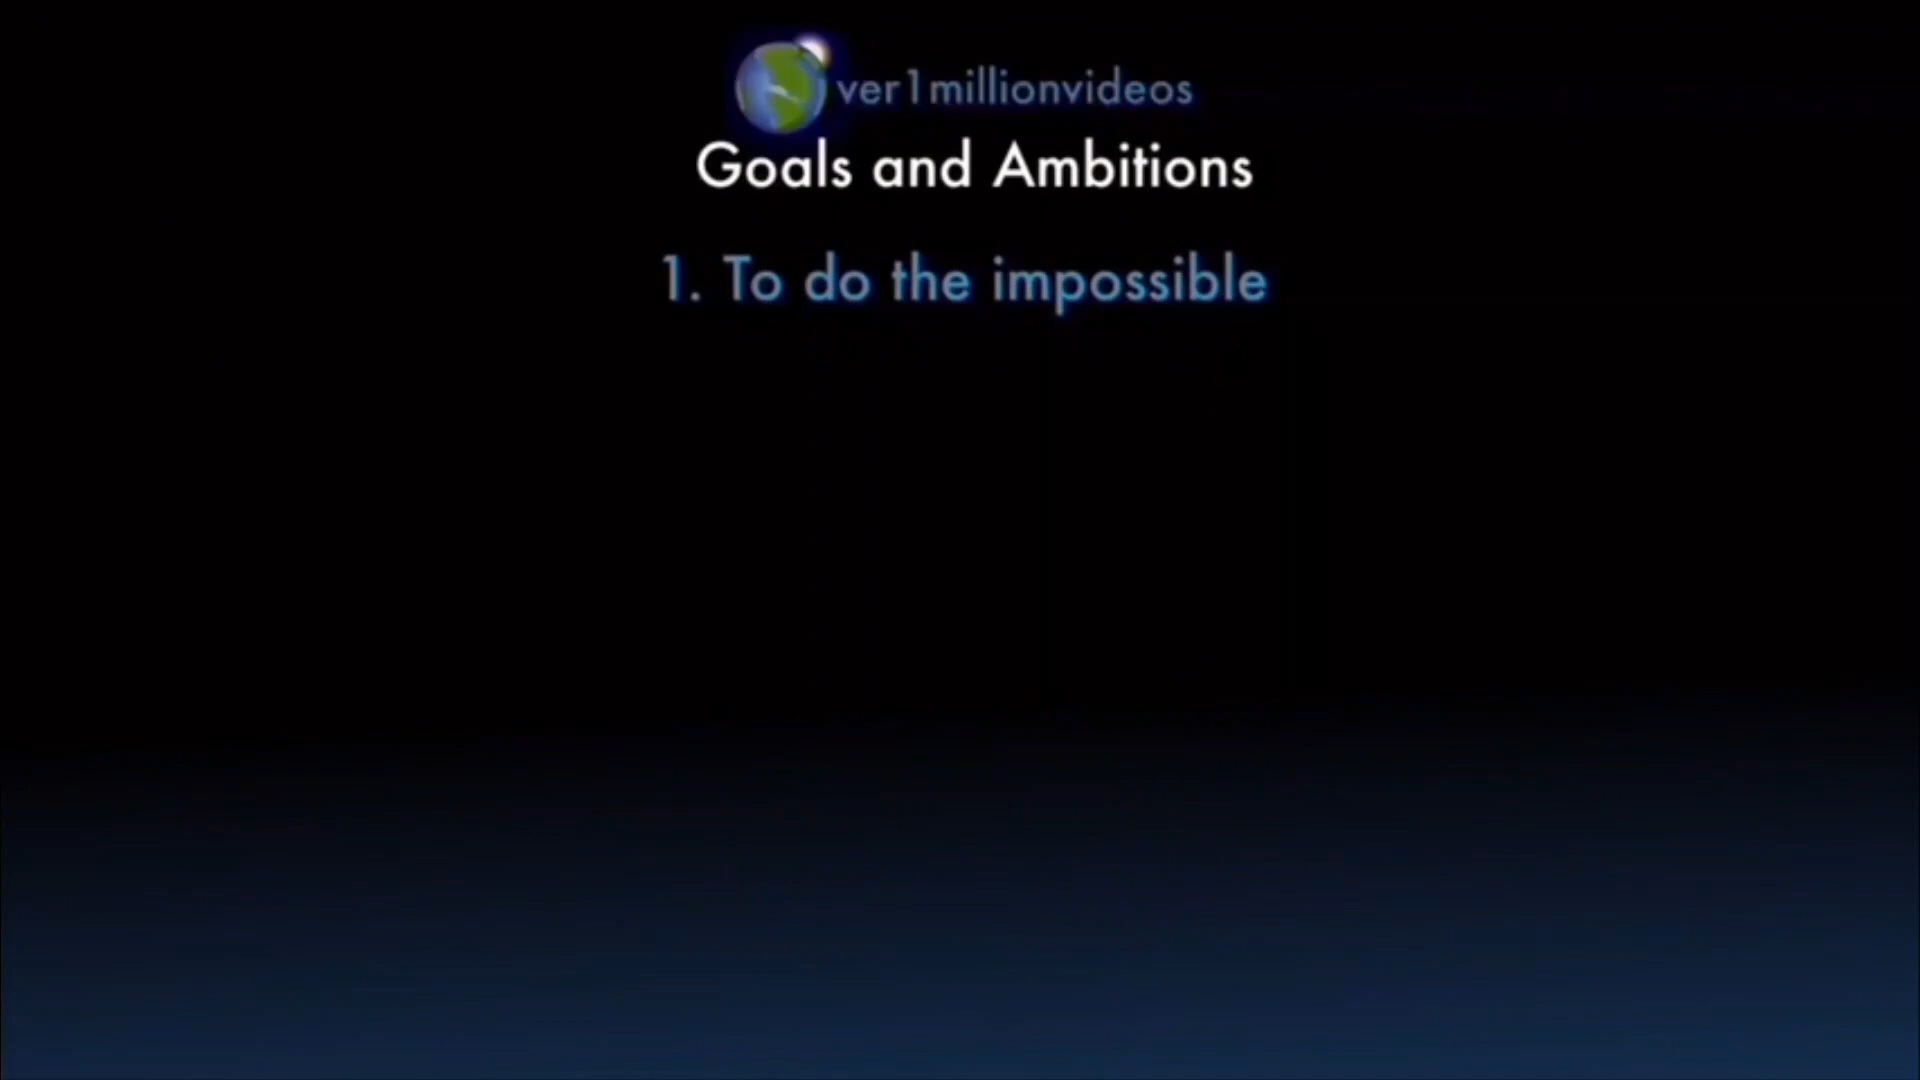 ver1millionvideos
Goals and Ambitions
1. To do the impossible